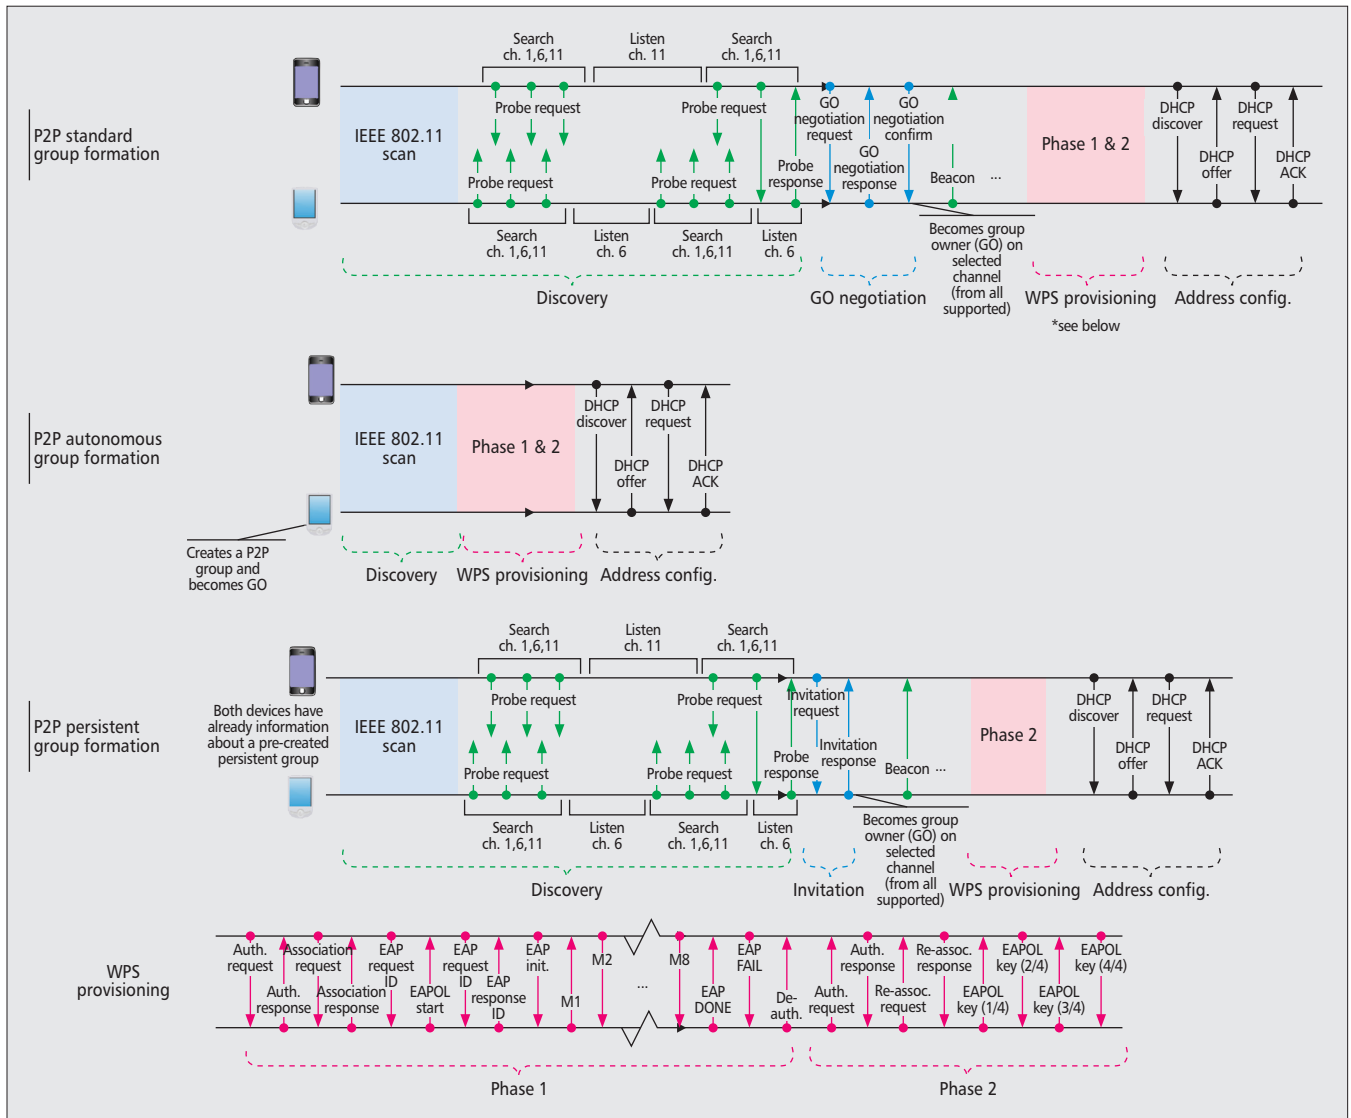 Search
ch. 1,6,11
Listen
ch. 11
Search
ch. 1,6,11
P2P standard
group formation
IEEE 802.11
scan
Probe request
Probe request
Probe request
Probe request
Probe
response
GO
negotiation
request
GO
negotiation
response
GO
negotiation
confirm
Beacon
...
Phase 1 & 2
DHCP
discover
DHCP
offer
DHCP
request
DHCP
ACK
Search
ch. 1,6,11
Listen
ch. 6
Search
ch. 1,6,11
Listen
ch. 6
Becomes group
owner (GO) on
selected
channel
(from all
supported)
Discovery
GO negotiation
WPS provisioning
*see below
Address config.
P2P autonomous
group formation
IEEE 802.11
scan
Phase 1 & 2
DHCP
discover
DHCP
offer
DHCP
request
DHCP
ACK
Creates a P2P
group and
becomes GO
Discovery
WPS provisioning
Address config.
Search
ch. 1,6,11
Listen
ch. 11
Search
ch. 1,6,11
P2P persistent
group formation
Both devices have
already information
about a pre-created
persistent group
IEEE 802.11
scan
Probe request
Probe request
Probe request
Probe request
Probe
response
Invitation
request
Invitation
response
Beacon ...
Phase 2
DHCP
discover
DHCP
offer
DHCP
request
DHCP
ACK
Search
ch. 1,6,11
Listen
ch. 6
Search
ch. 1,6,11
Listen
ch. 6
Becomes group
owner (GO) on
selected
channel
(from all
supported)
Discovery
Invitation
WPS provisioning
Address config.
WPS
provisioning
Auth.
request
Auth.
response
Association
request
Association
response
EAP
request
ID
EAPOL
start
EAP
request
ID
EAP
response
ID
EAP
init.
M1
M2
...
M8
EAP
DONE
EAP
FAIL
De-
auth.
Auth.
request
Auth.
response
Re-assoc.
request
Re-assoc.
response
EAPOL
key (1/4)
EAPOL
key (2/4)
EAPOL
key (3/4)
EAPOL
key (4/4)
Phase 1
Phase 2